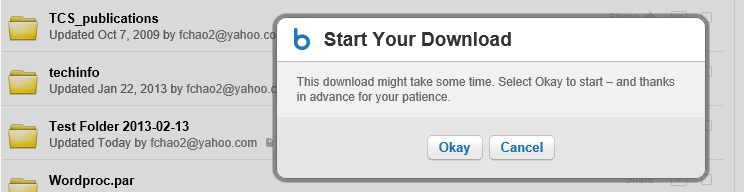 TCS_publications
Updated Oct 7, 2009 by fchao2@yahoo.co
techinfo
Updated Jan 22, 2013 by fchao2@yahoo.c
Test Folder 2013-02-13
Updated Today by fchao2@yahoo.com
Wordproc.par
Share
b Start Your Download
This download might take some time. Select Okay to start – and thanks
in advance for your patience.
Okay Cancel
Share